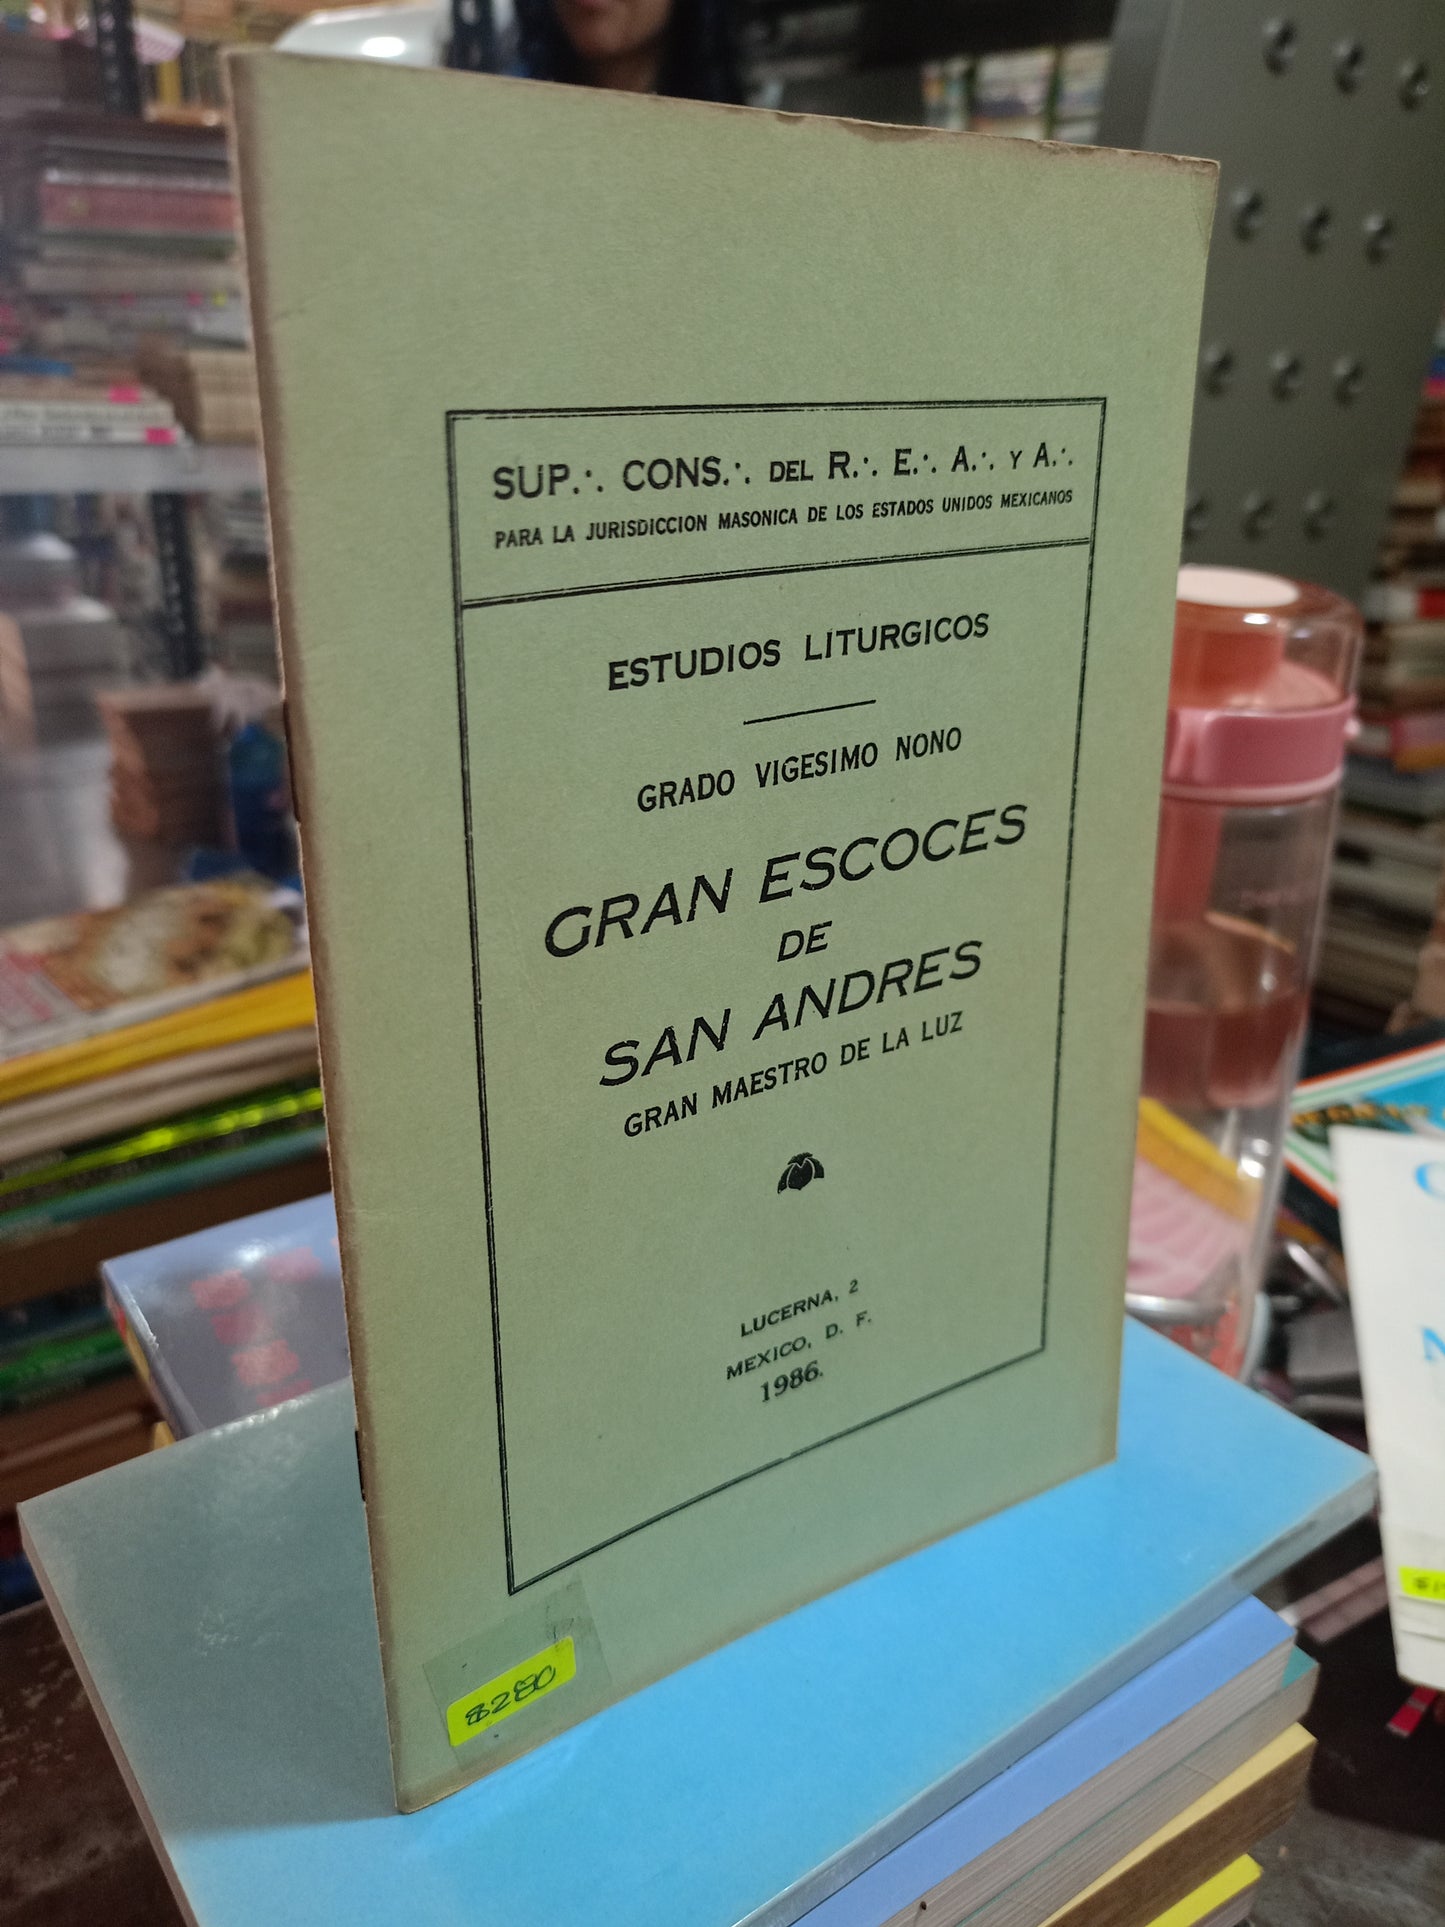 SUP.·. CONS.·. DEL R.·. E.·. A.·. Y A.·.
PARA LA JURISDICCION MASONICA DE LOS ESTADOS UNIDOS MEXICANOS
ESTUDIOS LITURGICOS
GRADO VIGESIMO NONO
GRAN ESCOCES
DE
SAN ANDRES
GRAN MAESTRO DE LA LUZ
LUCERNA, 2
MEXICO, D. F.
1986.
$280